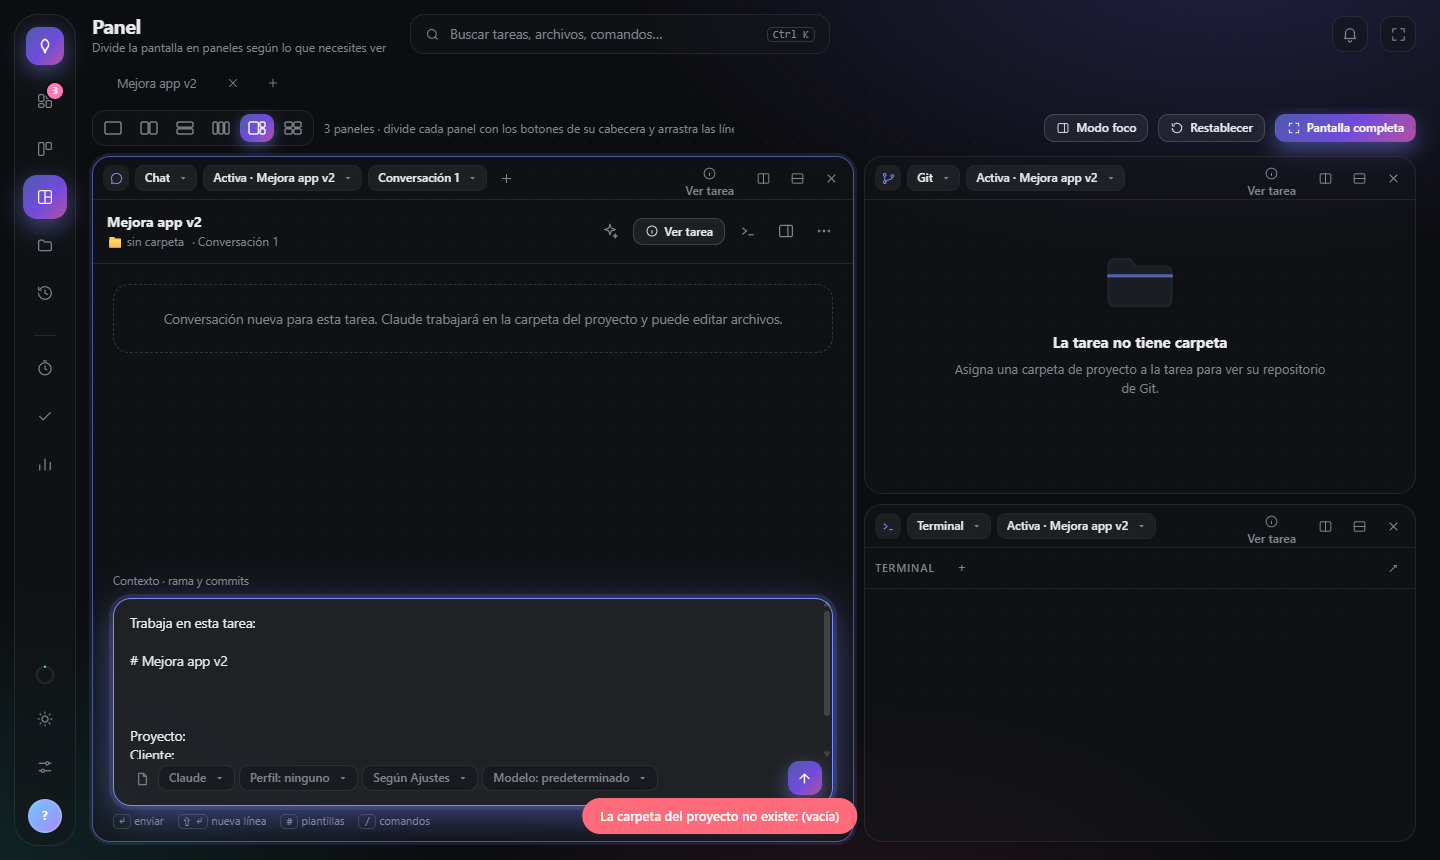 Panel
Divide la pantalla en paneles según lo que necesites ver
Buscar tareas, archivos, comandos...
Ctrl K
Mejora app v2
3
3 paneles · divide cada panel con los botones de su cabecera y arrastra las líne
Modo foco
Restablecer
Pantalla completa
Chat
Activa · Mejora app v2
Conversación 1
Ver tarea
Mejora app v2
sin carpeta · Conversación 1
Ver tarea
Conversación nueva para esta tarea. Claude trabajará en la carpeta del proyecto y puede editar archivos.
Contexto · rama y commits
Trabaja en esta tarea:
# Mejora app v2
Proyecto:
Cliente:
Claude
Perfil: ninguno
Según Ajustes
Modelo: predeterminado
↵ enviar
⇧ ↵ nueva línea
# plantillas
/ comandos
La carpeta del proyecto no existe: (vacía)
Git
Activa · Mejora app v2
Ver tarea
La tarea no tiene carpeta
Asigna una carpeta de proyecto a la tarea para ver su repositorio
de Git.
Terminal
Activa · Mejora app v2
Ver tarea
TERMINAL +
?